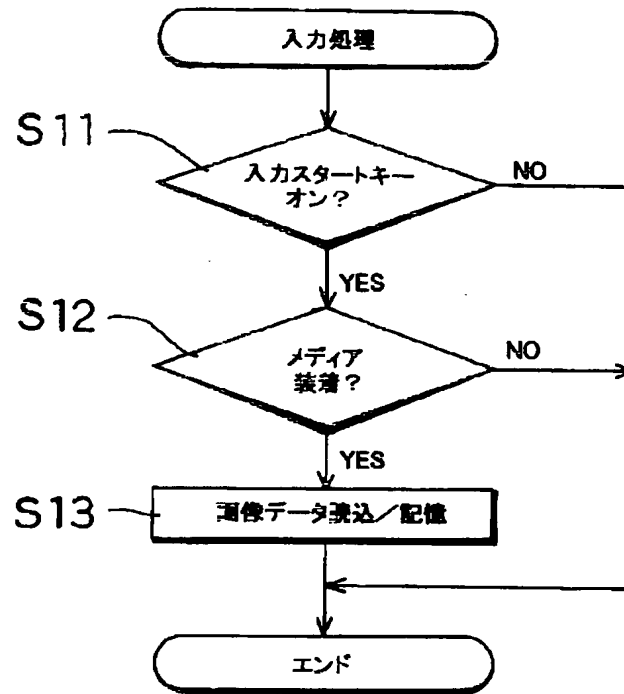 入力処理
S11
入力スタートキー
オン？
NO
YES
S12
メディア
装着？
NO
YES
S13
画像データ読込／記憶
エンド